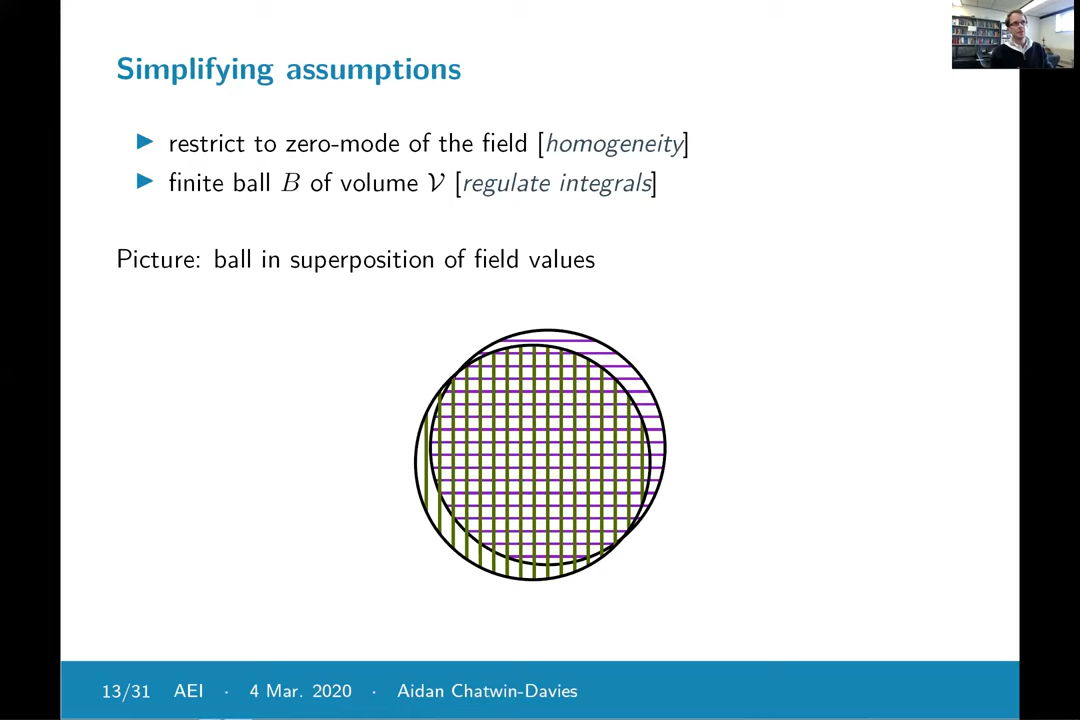 Simplifying assumptions
▶ restrict to zero-mode of the field [homogeneity]
▶ finite ball B of volume 𝒱 [regulate integrals]
Picture: ball in superposition of field values
13/31 AEI · 4 Mar. 2020 · Aidan Chatwin-Davies